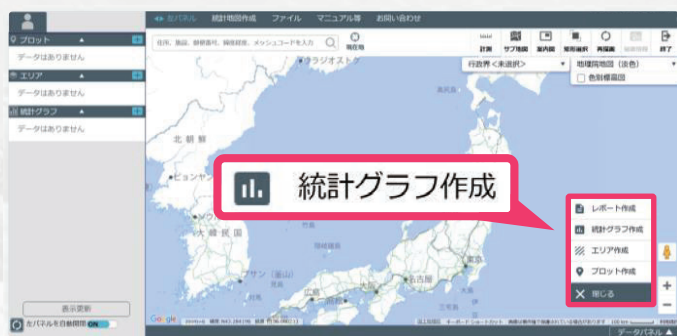 左パネル 統計地図作成 ファイル マニュアル等 お問い合わせ
プロット
データはありません
エリア
データはありません
統計グラフ
データはありません
住所、施設、郵便番号、緯度経度、メッシュコードを入力
現在地
計測 サブ地図 案内図 矩形選択 再描画 終了
行政界<未選択>
地理院地図 (淡色)
色別標高図
ウラジオストク
北朝鮮
大韓民国
プサン (釜山)
広島
大阪
名古屋
東京
統計グラフ作成
レポート作成
統計グラフ作成
エリア作成
プロット作成
閉じる
表示更新
左パネルを自動開閉 ON
Google
データパネル